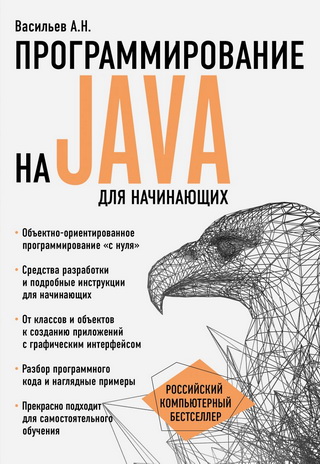 Васильев А.Н.
ПРОГРАММИРОВАНИЕ
НА JAVA
ДЛЯ НАЧИНАЮЩИХ
• Объектно-ориентированное
программирование «с нуля»
• Средства разработки
и подробные инструкции
для начинающих
• От классов и объектов
к созданию приложений
с графическим интерфейсом
• Разбор программного
кода и наглядные примеры
• Прекрасно подходит
для самостоятельного
обучения
РОССИЙСКИЙ
КОМПЬЮТЕРНЫЙ
БЕСТСЕЛЛЕР